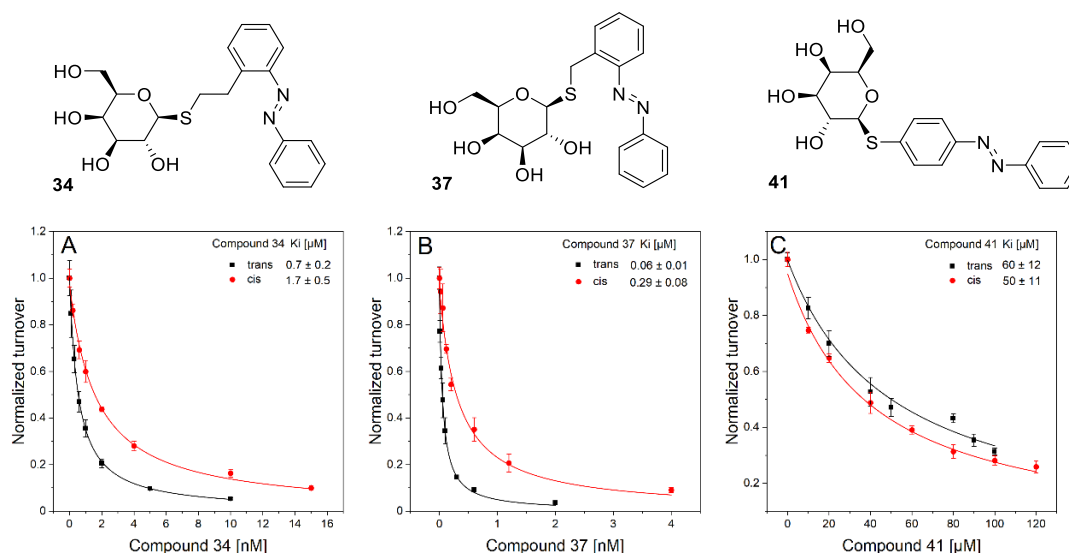 HO
O
S
HO
HO
OH
N
N
34
HO
O
S
HO
OH
OH
N
N
37
HO
HO
HO
O
HO
S
N
N
41
A
Compound 34 Ki [µM]
trans 0.7 ± 0.2
cis 1.7 ± 0.5
Normalized turnover
1.2
1.0
0.8
0.6
0.4
0.2
0.0
0 2 4 6 8 10 12 14 16
Compound 34 [nM]
B
Compound 37 Ki [µM]
trans 0.06 ± 0.01
cis 0.29 ± 0.08
Normalized turnover
1.2
1.0
0.8
0.6
0.4
0.2
0.0
0 1 2 3 4
Compound 37 [nM]
C
Compound 41 Ki [µM]
trans 60 ± 12
cis 50 ± 11
Normalized turnover
1.2
1.0
0.8
0.6
0.4
0.2
0 20 40 60 80 100 120
Compound 41 [µM]